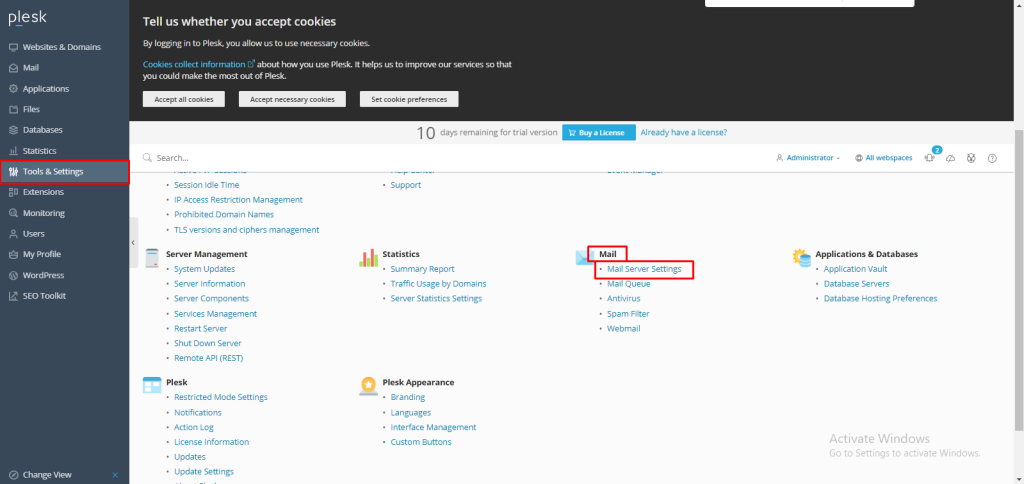 plesk
Websites & Domains
Mail
Applications
Files
Databases
Statistics
Tools & Settings
Extensions
Monitoring
Users
My Profile
WordPress
SEO Toolkit
Change View
Tell us whether you accept cookies
By logging in to Plesk, you allow us to use necessary cookies.
Cookies collect information about how you use Plesk. It helps us to improve our services so that
you could make the most out of Plesk.
Accept all cookies
Accept necessary cookies
Set cookie preferences
10 days remaining for trial version
Buy a License
Already have a license?
Search...
Administrator
All webspaces
2
Session Idle Time
IP Access Restriction Management
Prohibited Domain Names
TLS versions and ciphers management
Support
Server Management
System Updates
Server Information
Server Components
Services Management
Restart Server
Shut Down Server
Remote API (REST)
Statistics
Summary Report
Traffic Usage by Domains
Server Statistics Settings
Mail
Mail Server Settings
Mail Queue
Antivirus
Spam Filter
Webmail
Applications & Databases
Application Vault
Database Servers
Database Hosting Preferences
Plesk
Restricted Mode Settings
Notifications
Action Log
License Information
Updates
Update Settings
Plesk Appearance
Branding
Languages
Interface Management
Custom Buttons
Activate Windows
Go to Settings to activate Windows.